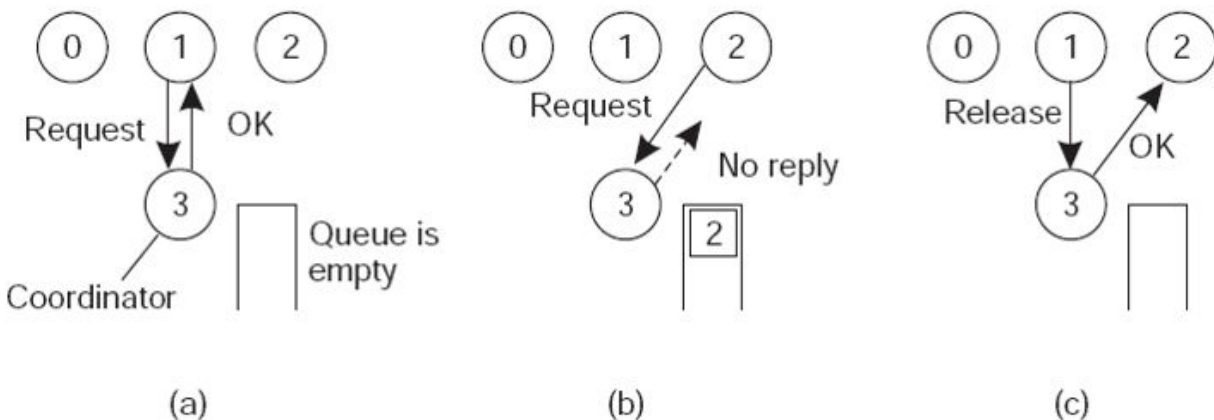 0 1 2
Request OK
3
Queue is
empty
Coordinator
(a)
0 1 2
Request
No reply
3
2
(b)
0 1 2
Release
OK
3
(c)